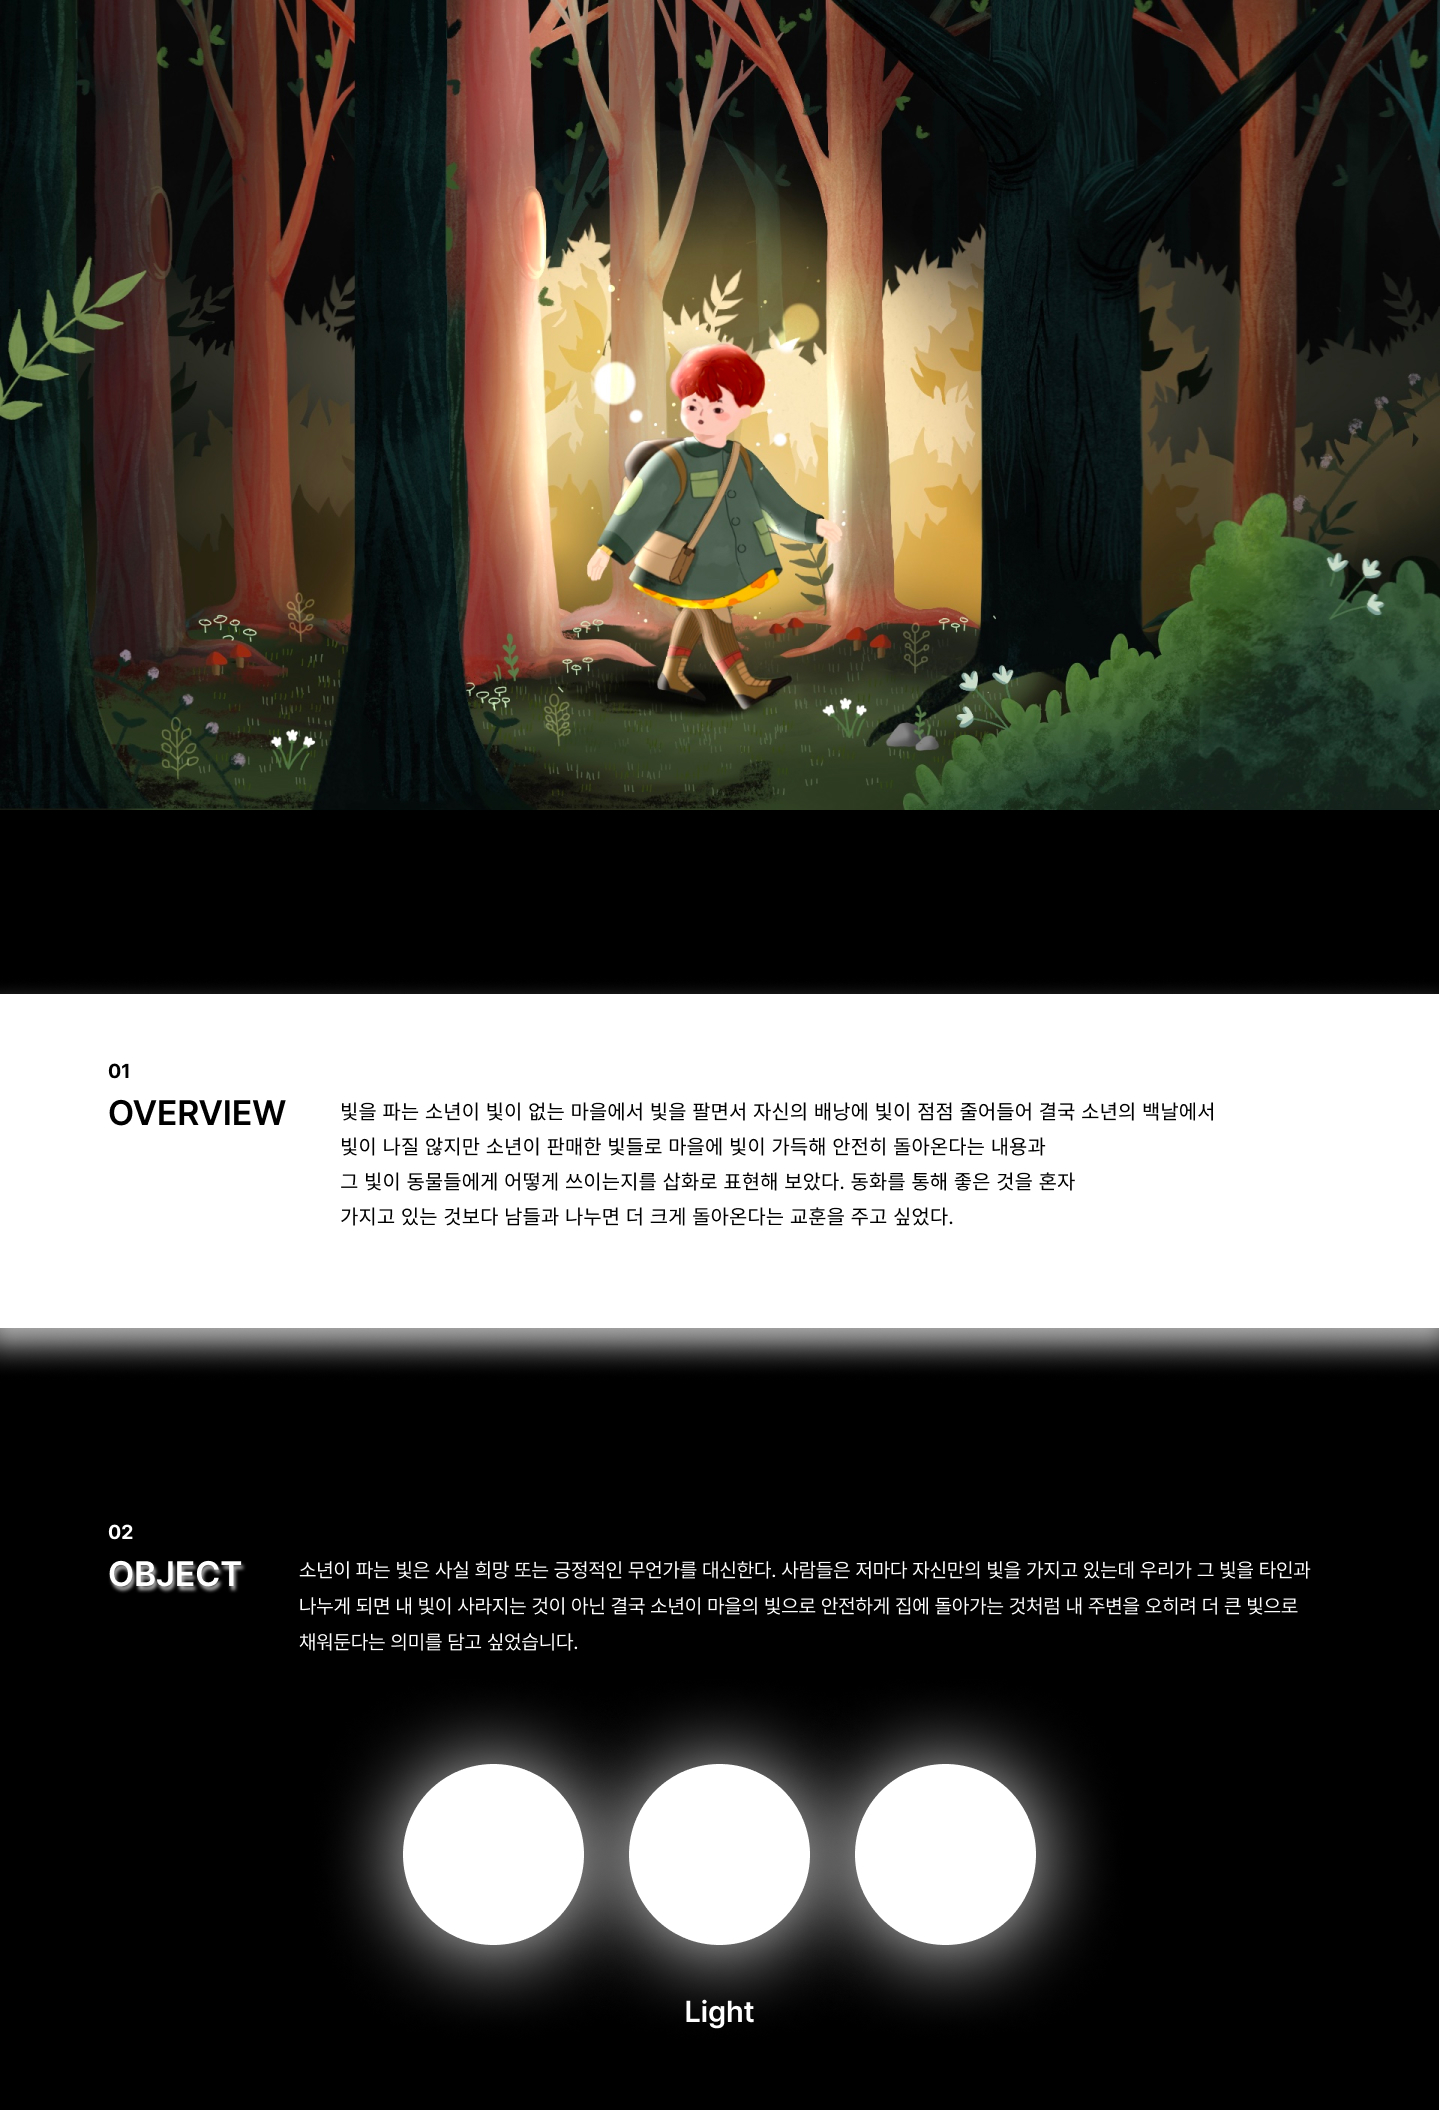 01
OVERVIEW
빛을 파는 소년이 빛이 없는 마을에서 빛을 팔면서 자신의 배낭에 빛이 점점 줄어들어 결국 소년의 백날에서
빛이 나질 않지만 소년이 판매한 빛들로 마을에 빛이 가득해 안전히 돌아온다는 내용과
그 빛이 동물들에게 어떻게 쓰이는지를 삽화로 표현해 보았다. 동화를 통해 좋은 것을 혼자
가지고 있는 것보다 남들과 나누면 더 크게 돌아온다는 교훈을 주고 싶었다.
02
OBJECT
소년이 파는 빛은 사실 희망 또는 긍정적인 무언가를 대신한다. 사람들은 저마다 자신만의 빛을 가지고 있는데 우리가 그 빛을 타인과
나누게 되면 내 빛이 사라지는 것이 아닌 결국 소년이 마을의 빛으로 안전하게 집에 돌아가는 것처럼 내 주변을 오히려 더 큰 빛으로
채워둔다는 의미를 담고 싶었습니다.
Light